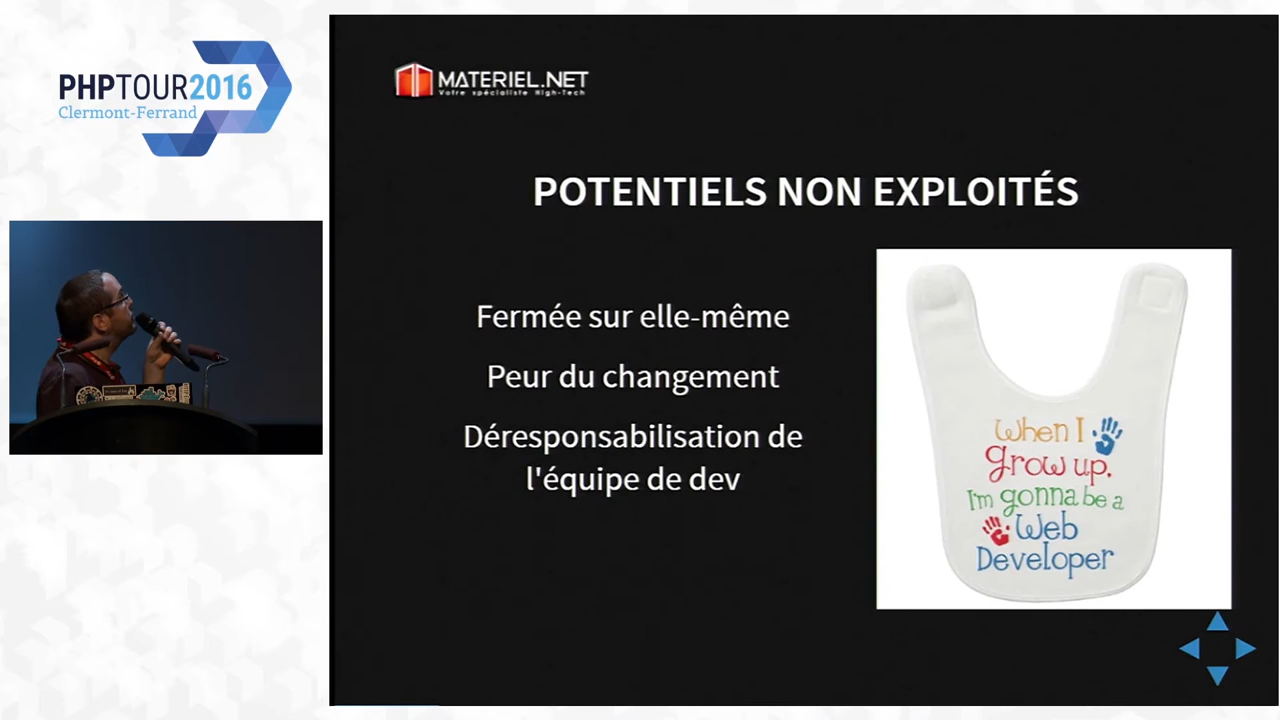 PHPTOUR2016
Clermont-Ferrand
MATERIEL.NET
Votre spécialiste High-Tech
POTENTIELS NON EXPLOITÉS
Fermée sur elle-même
Peur du changement
Déresponsabilisation de
l'équipe de dev
When I
grow up,
I'm gonna be a
Web
Developer